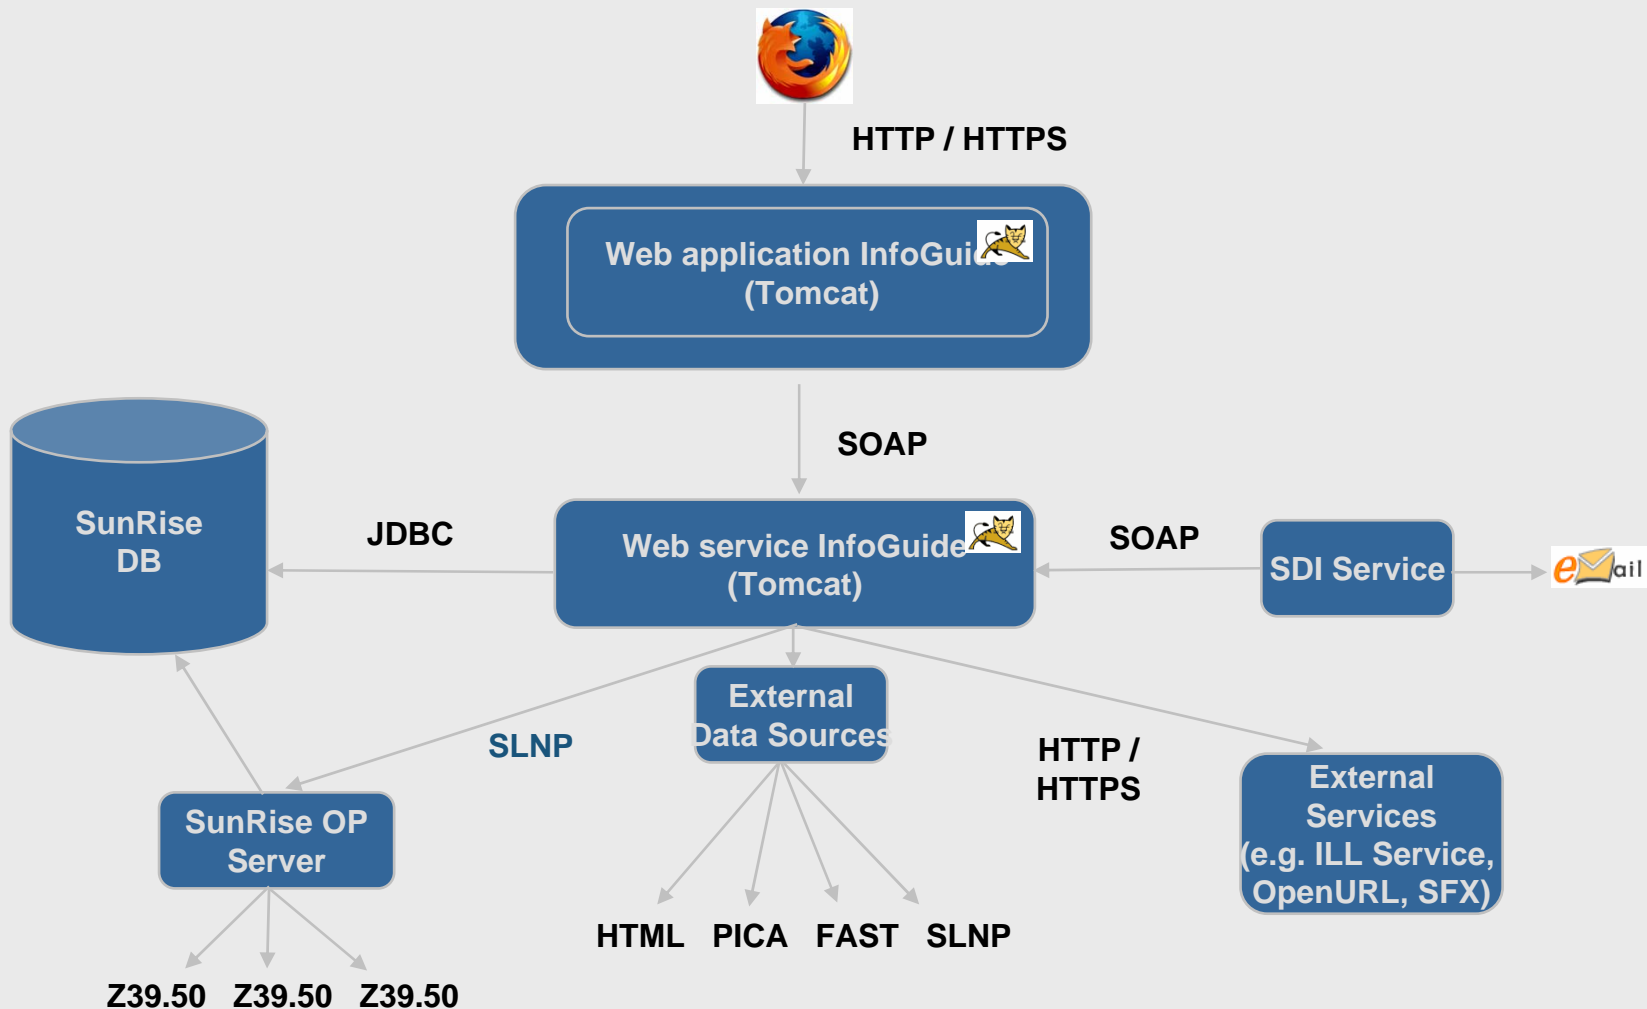 HTTP / HTTPS
Web application InfoGuide
(Tomcat)
SOAP
SunRise
DB
JDBC
Web service InfoGuide
(Tomcat)
SOAP
SDI Service
eMail
SLNP
External
Data Sources
HTTP /
HTTPS
External
Services
(e.g. ILL Service,
OpenURL, SFX)
SunRise OP
Server
HTML PICA FAST SLNP
Z39.50 Z39.50 Z39.50